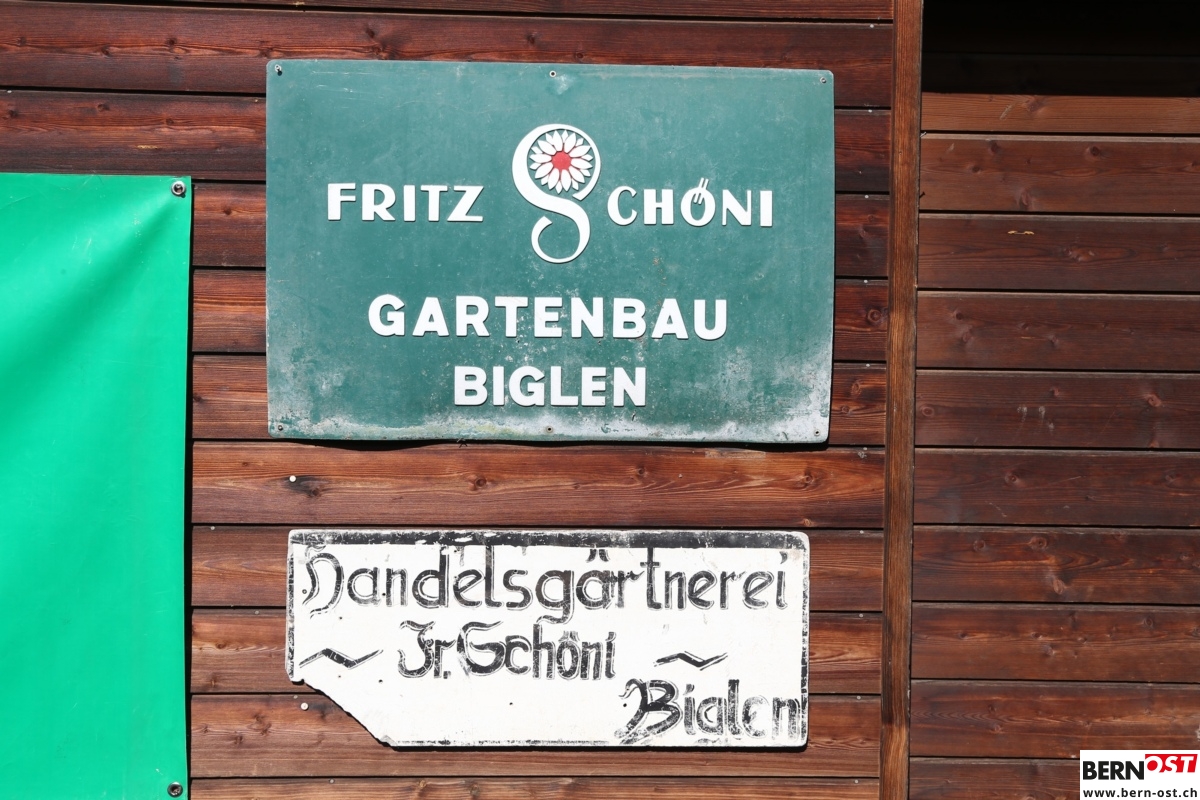 FRITZ SCHÖNI
GARTENBAU
BIGLEN
Handelsgärtnerei
Fr. Schöni
Biglen
BERNOST
www.bern-ost.ch